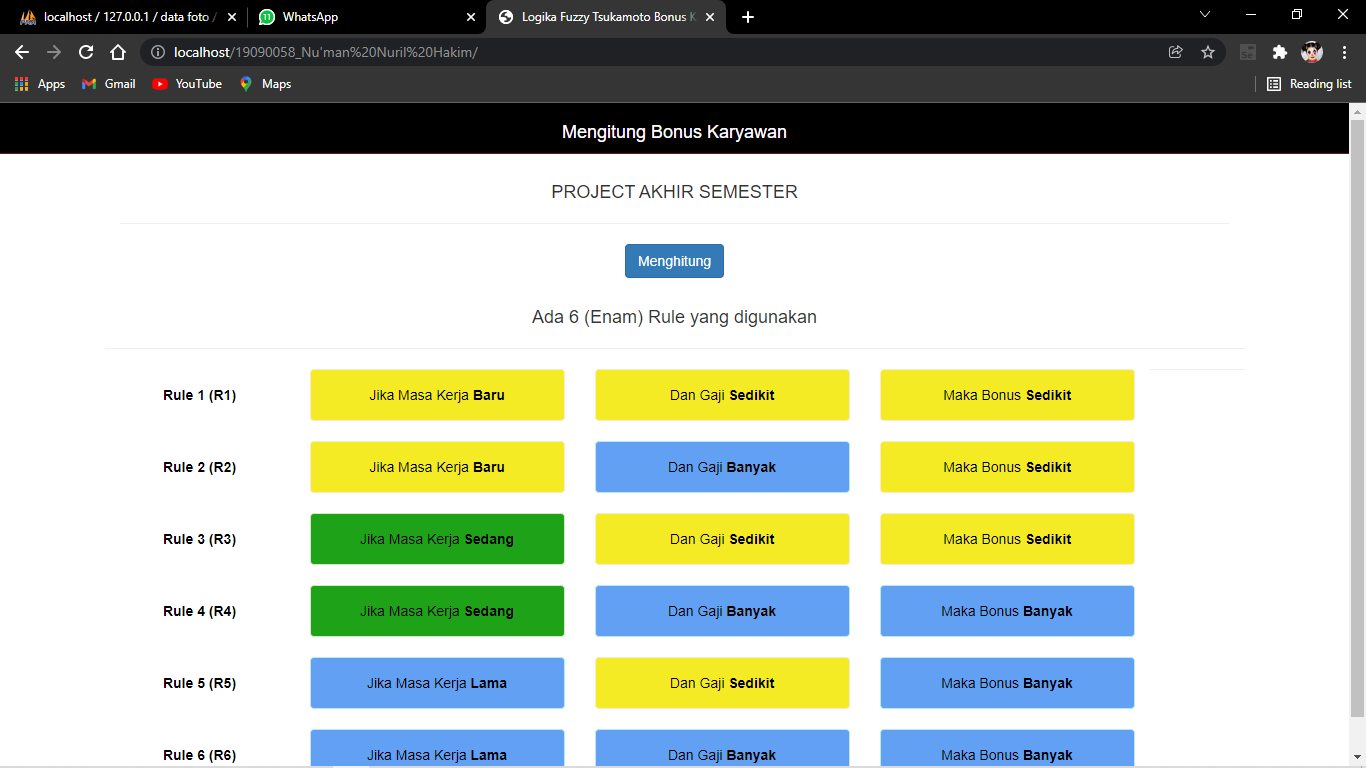 localhost / 127.0.0.1 / data foto /
11 WhatsApp
Logika Fuzzy Tsukamoto Bonus K
localhost/19090058_Nu'man%20Nuril%20Hakim/
Apps Gmail YouTube Maps Reading list
Mengitung Bonus Karyawan
PROJECT AKHIR SEMESTER
Menghitung
Ada 6 (Enam) Rule yang digunakan
Rule 1 (R1) Jika Masa Kerja Baru Dan Gaji Sedikit Maka Bonus Sedikit
Rule 2 (R2) Jika Masa Kerja Baru Dan Gaji Banyak Maka Bonus Sedikit
Rule 3 (R3) Jika Masa Kerja Sedang Dan Gaji Sedikit Maka Bonus Sedikit
Rule 4 (R4) Jika Masa Kerja Sedang Dan Gaji Banyak Maka Bonus Banyak
Rule 5 (R5) Jika Masa Kerja Lama Dan Gaji Sedikit Maka Bonus Banyak
Rule 6 (R6) Jika Masa Kerja Lama Dan Gaji Banyak Maka Bonus Banyak